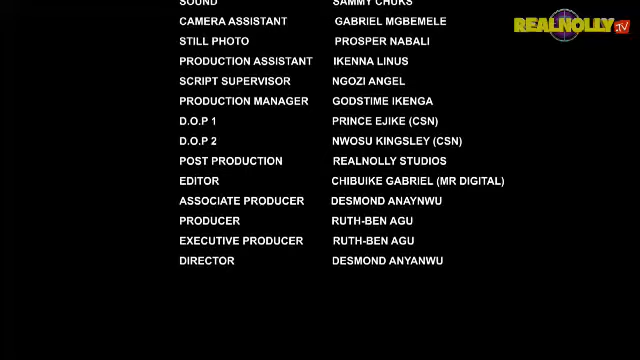 SOUND SAMMY CHUKS
CAMERA ASSISTANT GABRIEL MGBEMELE
STILL PHOTO PROSPER NABALI
PRODUCTION ASSISTANT IKENNA LINUS
SCRIPT SUPERVISOR NGOZI ANGEL
PRODUCTION MANAGER GODSTIME IKENGA
D.O.P 1 PRINCE EJIKE (CSN)
D.O.P 2 NWOSU KINGSLEY (CSN)
POST PRODUCTION REALNOLLY STUDIOS
EDITOR CHIBUIKE GABRIEL (MR DIGITAL)
ASSOCIATE PRODUCER DESMOND ANAYNWU
PRODUCER RUTH-BEN AGU
EXECUTIVE PRODUCER RUTH-BEN AGU
DIRECTOR DESMOND ANYANWU
REALNOLLY.TV